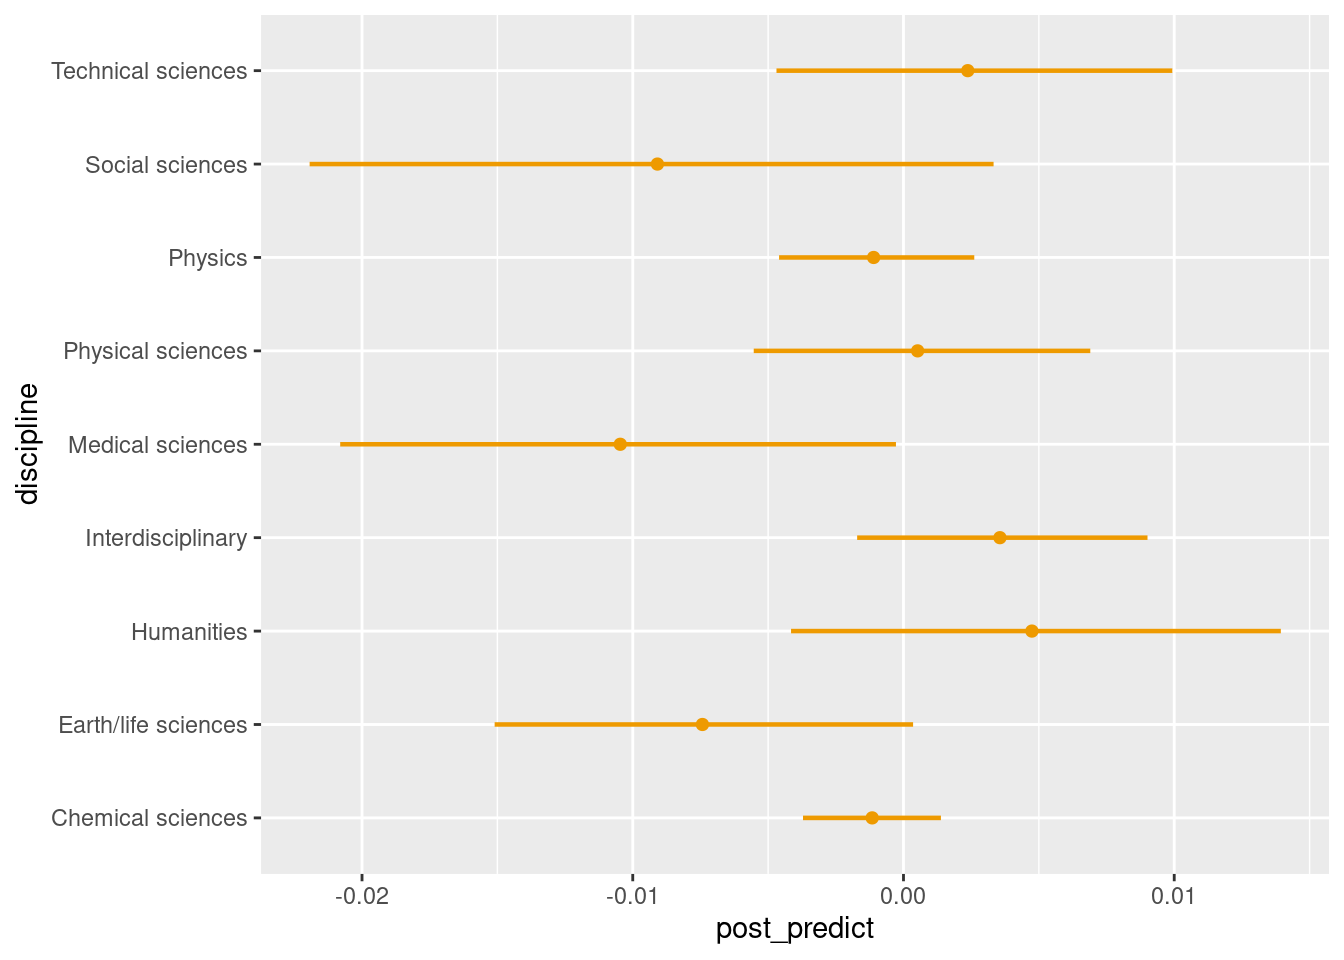 Technical sciences
Social sciences
Physics
Physical sciences
Medical sciences
Interdisciplinary
Humanities
Earth/life sciences
Chemical sciences
discipline
-0.02 -0.01 0.00 0.01
post_predict